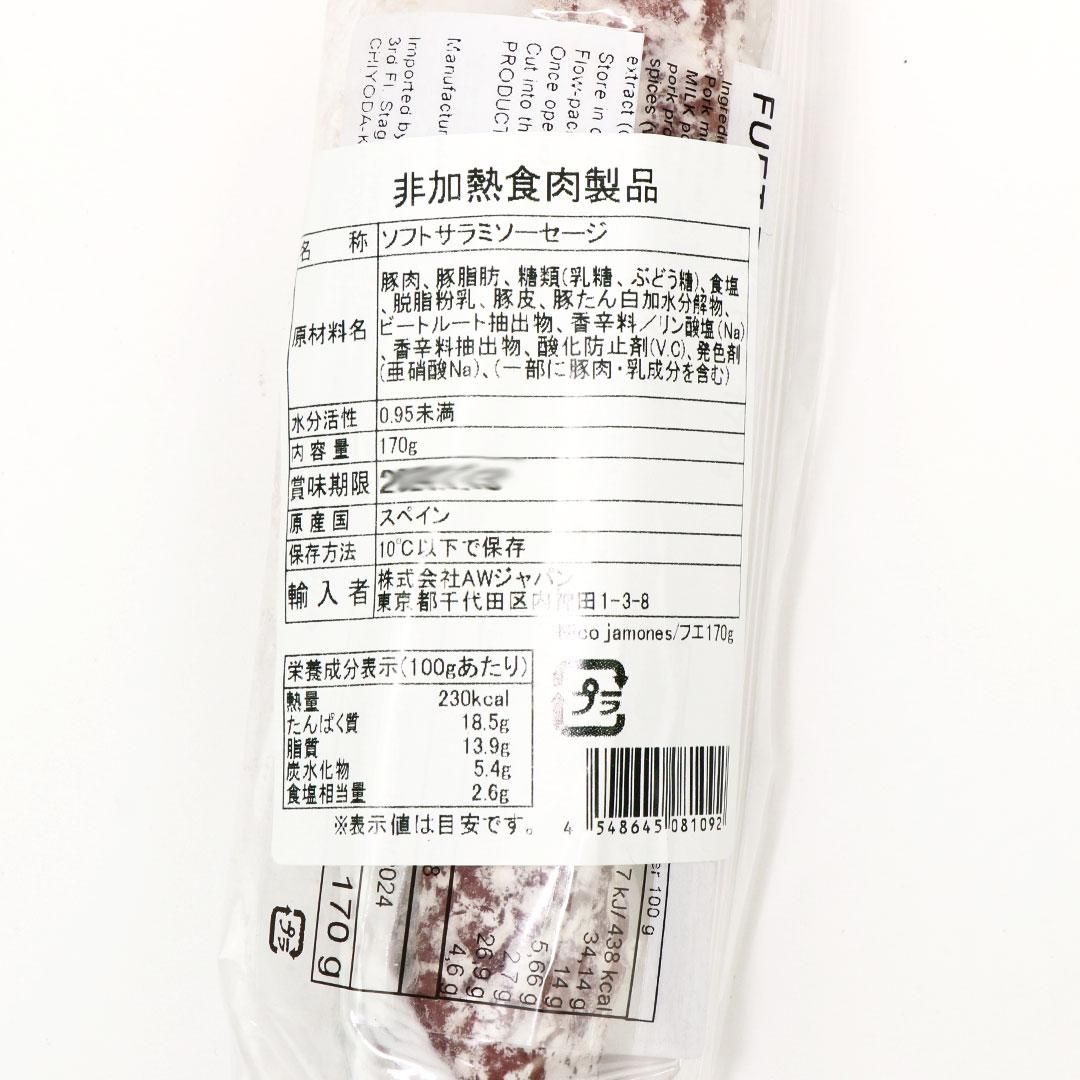 非加熱食肉製品
名 称 ソフトサラミソーセージ
原材料名 豚肉、豚脂肪、糖類(乳糖、ぶどう糖)、食塩
、脱脂粉乳、豚皮、豚たん白加水分解物、
ビートルート抽出物、香辛料/リン酸塩(Na)
、香辛料抽出物、酸化防止剤(V.C)、発色剤
(亜硝酸Na)、(一部に豚肉・乳成分を含む)
水分活性 0.95未満
内容量 170g
賞味期限
原産国 スペイン
保存方法 10℃以下で保存
輸入者 株式会社AWジャパン
東京都千代田区内神田1-3-8
jamones/フエ170g
栄養成分表示(100gあたり)
熱量 230kcal
たんぱく質 18.5g
脂質 13.9g
炭水化物 5.4g
食塩相当量 2.6g
※表示値は目安です。
プラ
4 548645 081092
MILK
spices
extract
Store in
Once
Cut into
PRODUCT
Imported by
3rd Fl.
CHIYODA-K
100 g
kJ/ 438 kcal
34,14g
14 g
5,66 g
2,7 g
26,9 g
4,6 g
2024
170 g
プラ